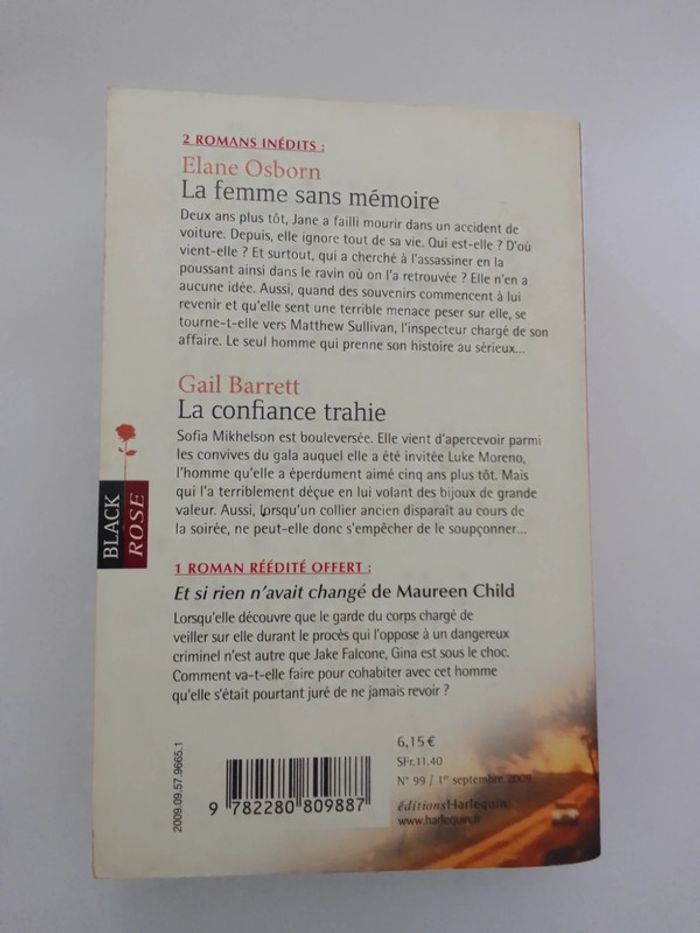 2 ROMANS INÉDITS :
Elane Osborn
La femme sans mémoire
Deux ans plus tôt, Jane a failli mourir dans un accident de
voiture. Depuis, elle ignore tout de sa vie. Qui est-elle ? D'où
vient-elle ? Et surtout, qui a cherché à l'assassiner en la
poussant ainsi dans le ravin où on l'a retrouvée ? Elle n'en a
aucune idée. Aussi, quand des souvenirs commencent à lui
revenir et qu'elle sent une terrible menace peser sur elle, se
tourne-t-elle vers Matthew Sullivan, l'inspecteur chargé de son
affaire. Le seul homme qui prenne son histoire au sérieux...
Gail Barrett
La confiance trahie
Sofia Mikhelson est bouleversée. Elle vient d'apercevoir parmi
les convives du gala auquel elle a été invitée Luke Moreno,
l'homme qu'elle a éperdument aimé cinq ans plus tôt. Mais
qui l'a terriblement déçue en lui volant des bijoux de grande
valeur. Aussi, lorsqu'un collier ancien disparaît au cours de
la soirée, ne peut-elle donc s'empêcher de le soupçonner...
BLACK
ROSE
1 ROMAN RÉÉDITÉ OFFERT :
Et si rien n'avait changé de Maureen Child
Lorsqu'elle découvre que le garde du corps chargé de
veiller sur elle durant le procès qui l'oppose à un dangereux
criminel n'est autre que Jake Falcone, Gina est sous le choc.
Comment va-t-elle faire pour cohabiter avec cet homme
qu'elle s'était pourtant juré de ne jamais revoir ?
2009.09.57.9665.1
9 782280 809887
6,15 €
SFr.11.40
N° 99 / 1er septembre 2009
éditionsHarlequin
www.harlequin.fr